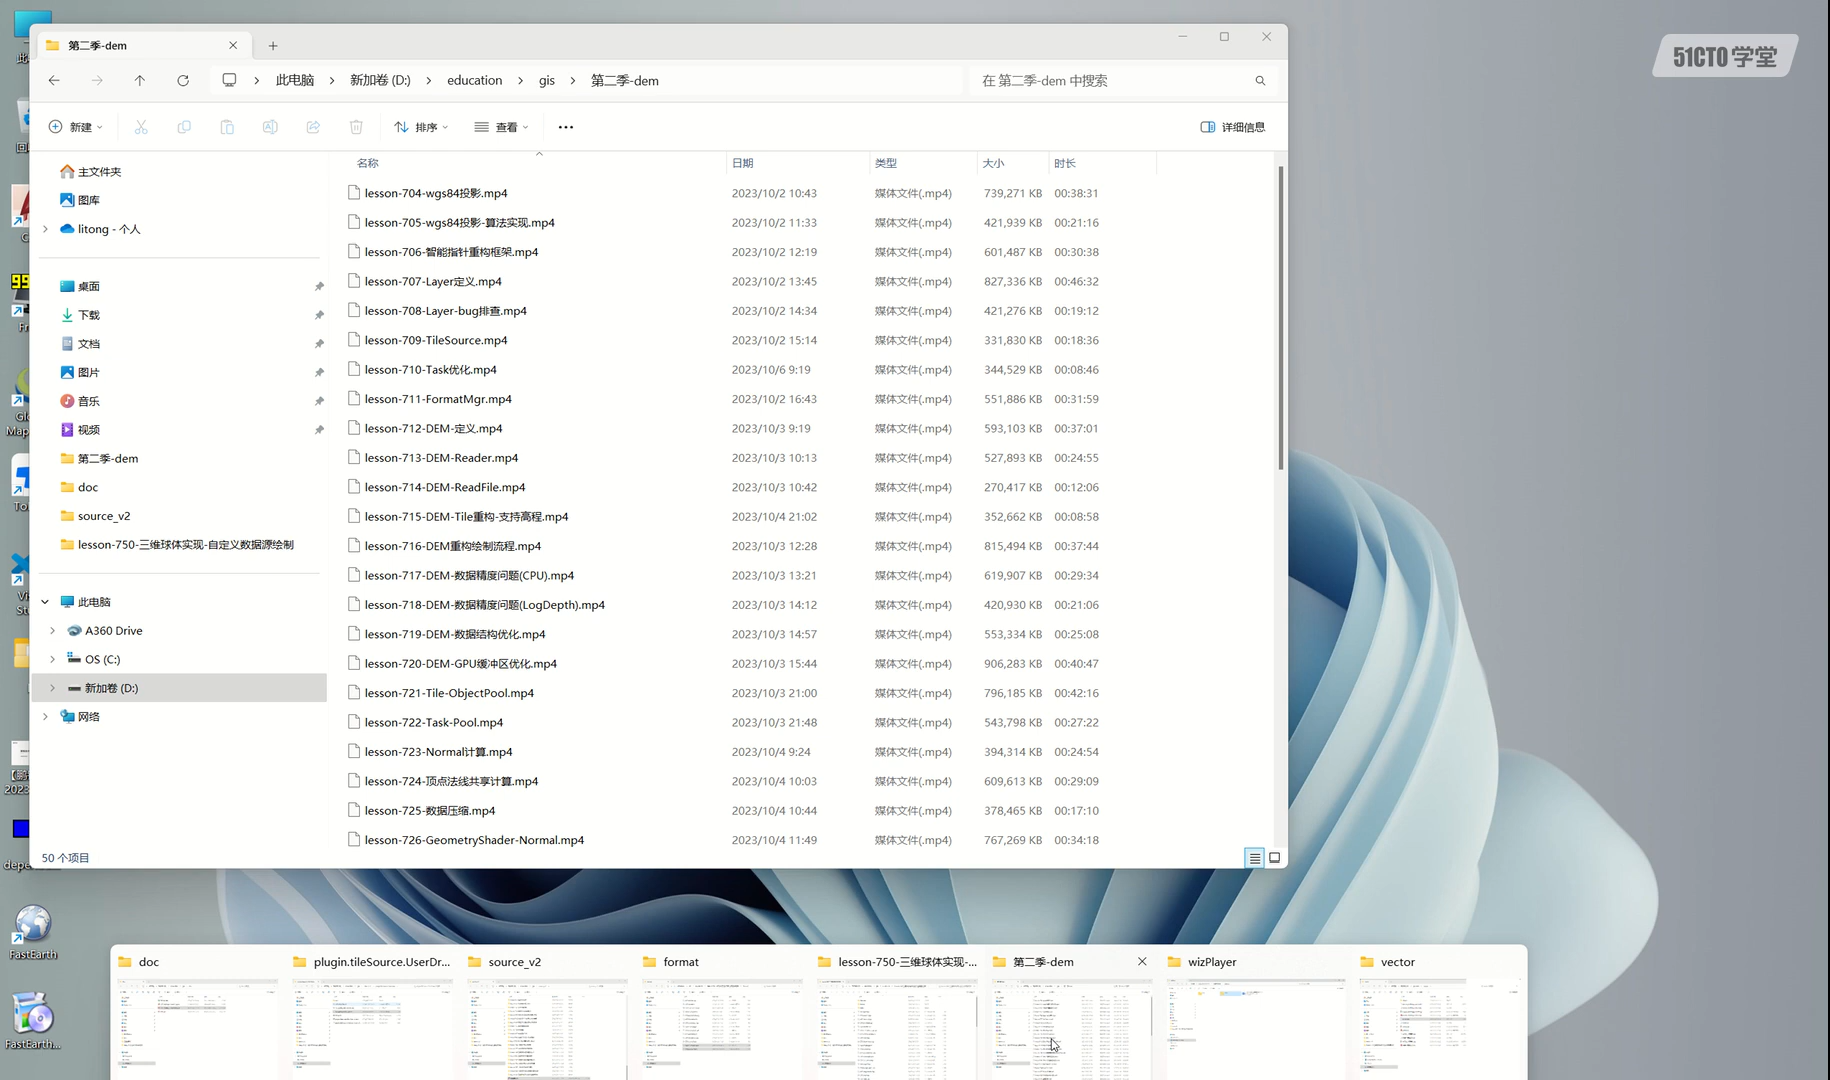 第二季-dem
此电脑 新加卷 (D:) education gis 第二季-dem
在 第二季-dem 中搜索
51CTO学堂
新建 排序 查看 详细信息
主文件夹
图库
litong - 个人
桌面
下载
文档
图片
音乐
视频
第二季-dem
doc
source_v2
lesson-750-三维球体实现-自定义数据源绘制
此电脑
A360 Drive
OS (C:)
新加卷 (D:)
网络
名称 日期 类型 大小 时长
lesson-704-wgs84投影.mp4 2023/10/2 10:43 媒体文件(.mp4) 739,271 KB 00:38:31
lesson-705-wgs84投影-算法实现.mp4 2023/10/2 11:33 媒体文件(.mp4) 421,939 KB 00:21:16
lesson-706-智能指针重构框架.mp4 2023/10/2 12:19 媒体文件(.mp4) 601,487 KB 00:30:38
lesson-707-Layer定义.mp4 2023/10/2 13:45 媒体文件(.mp4) 827,336 KB 00:46:32
lesson-708-Layer-bug排查.mp4 2023/10/2 14:34 媒体文件(.mp4) 421,276 KB 00:19:12
lesson-709-TileSource.mp4 2023/10/2 15:14 媒体文件(.mp4) 331,830 KB 00:18:36
lesson-710-Task优化.mp4 2023/10/6 9:19 媒体文件(.mp4) 344,529 KB 00:08:46
lesson-711-FormatMgr.mp4 2023/10/2 16:43 媒体文件(.mp4) 551,886 KB 00:31:59
lesson-712-DEM-定义.mp4 2023/10/3 9:19 媒体文件(.mp4) 593,103 KB 00:37:01
lesson-713-DEM-Reader.mp4 2023/10/3 10:13 媒体文件(.mp4) 527,893 KB 00:24:55
lesson-714-DEM-ReadFile.mp4 2023/10/3 10:42 媒体文件(.mp4) 270,417 KB 00:12:06
lesson-715-DEM-Tile重构-支持高程.mp4 2023/10/4 21:02 媒体文件(.mp4) 352,662 KB 00:08:58
lesson-716-DEM重构绘制流程.mp4 2023/10/3 12:28 媒体文件(.mp4) 815,494 KB 00:37:44
lesson-717-DEM-数据精度问题(CPU).mp4 2023/10/3 13:21 媒体文件(.mp4) 619,907 KB 00:29:34
lesson-718-DEM-数据精度问题(LogDepth).mp4 2023/10/3 14:12 媒体文件(.mp4) 420,930 KB 00:21:06
lesson-719-DEM-数据结构优化.mp4 2023/10/3 14:57 媒体文件(.mp4) 553,334 KB 00:25:08
lesson-720-DEM-GPU缓冲区优化.mp4 2023/10/3 15:44 媒体文件(.mp4) 906,283 KB 00:40:47
lesson-721-Tile-ObjectPool.mp4 2023/10/3 21:00 媒体文件(.mp4) 796,185 KB 00:42:16
lesson-722-Task-Pool.mp4 2023/10/3 21:48 媒体文件(.mp4) 543,798 KB 00:27:22
lesson-723-Normal计算.mp4 2023/10/4 9:24 媒体文件(.mp4) 394,314 KB 00:24:54
lesson-724-顶点法线共享计算.mp4 2023/10/4 10:03 媒体文件(.mp4) 609,613 KB 00:29:09
lesson-725-数据压缩.mp4 2023/10/4 10:44 媒体文件(.mp4) 378,465 KB 00:17:10
lesson-726-GeometryShader-Normal.mp4 2023/10/4 11:49 媒体文件(.mp4) 767,269 KB 00:34:18
50 个项目
FastEarth
FastEarth...
doc plugin.tileSource.UserDr... source_v2 format lesson-750-三维球体实现-... 第二季-dem wizPlayer vector